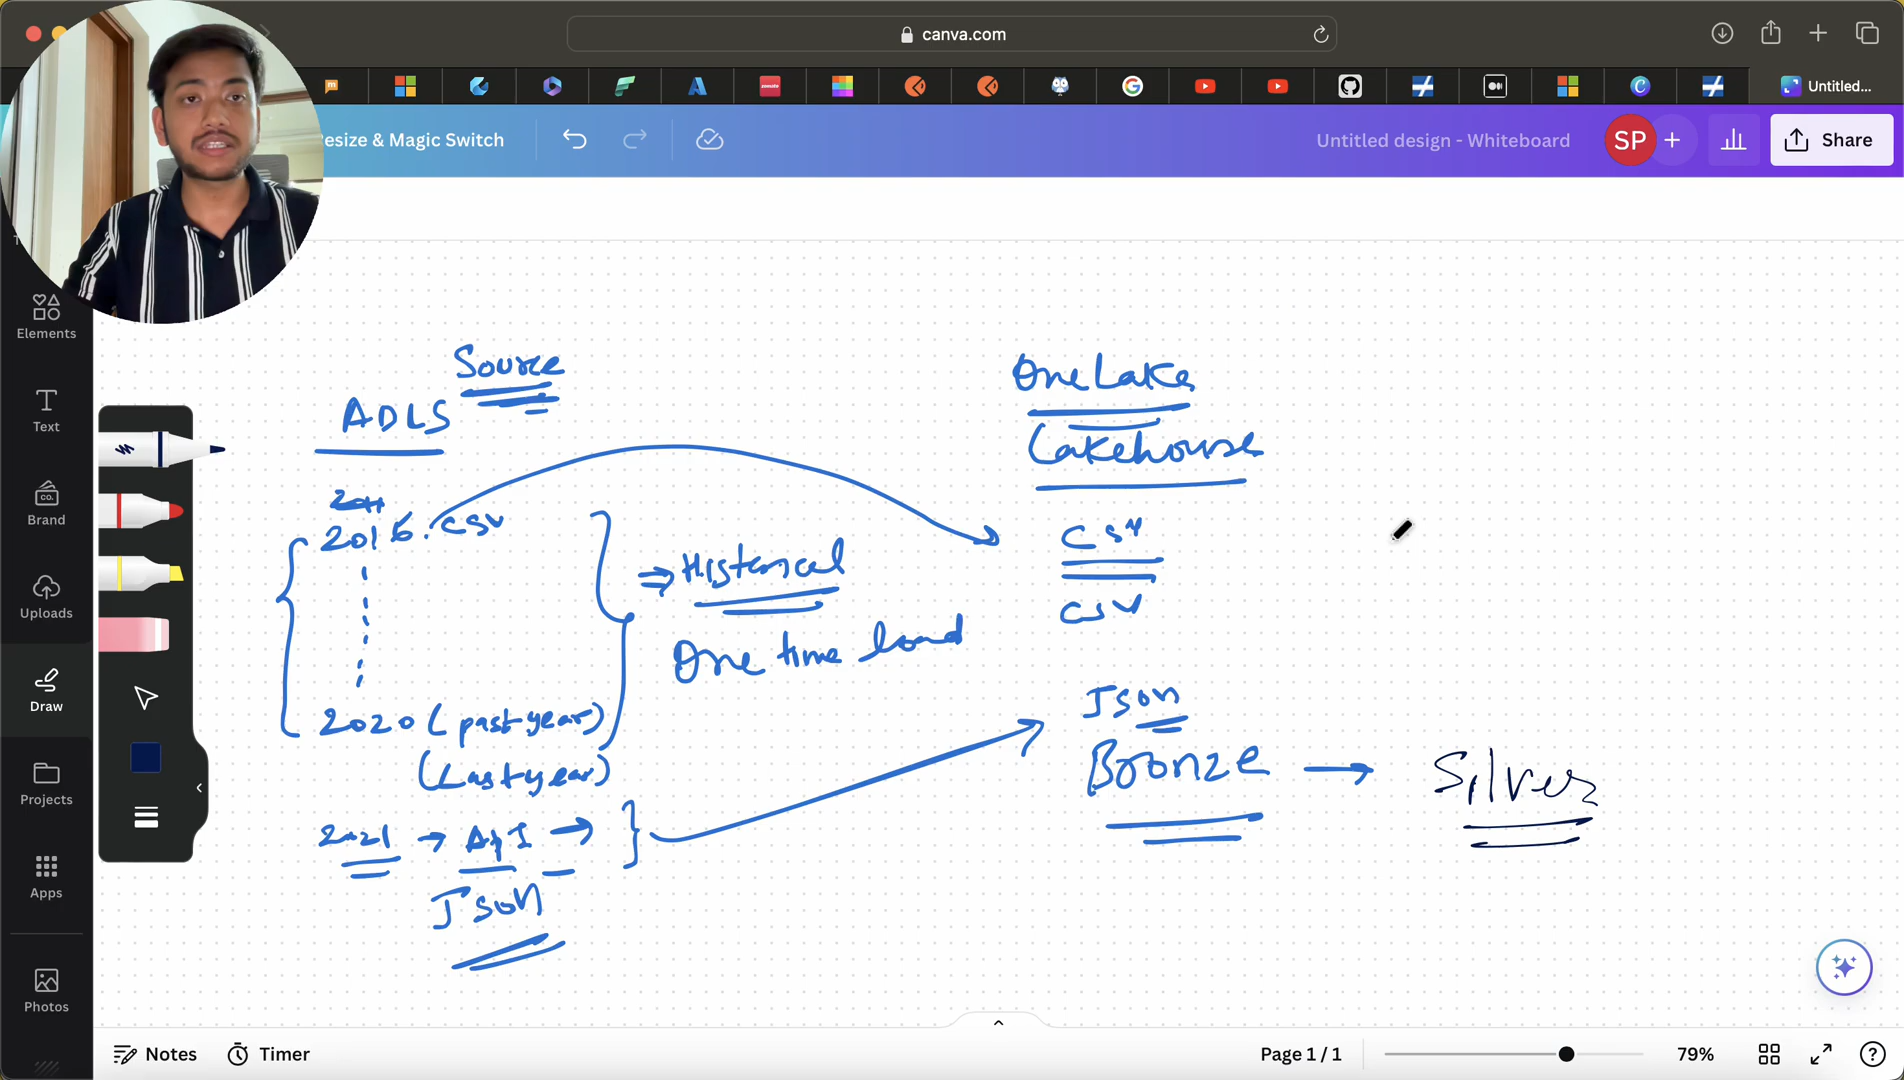 canva.com
Untitled...
esize & Magic Switch
Untitled design - Whiteboard
SP
Share
Elements
Text
Brand
Uploads
Draw
Projects
Apps
Photos
Source
ADLS
2016.csv
2020 (past year)
(Last year)
2021 → API →
Json
⇒ Historical
One time load
OneLake
Lakehouse
CSV
CSV
Json
Bronze → Silver
Notes
Timer
Page 1 / 1
79%